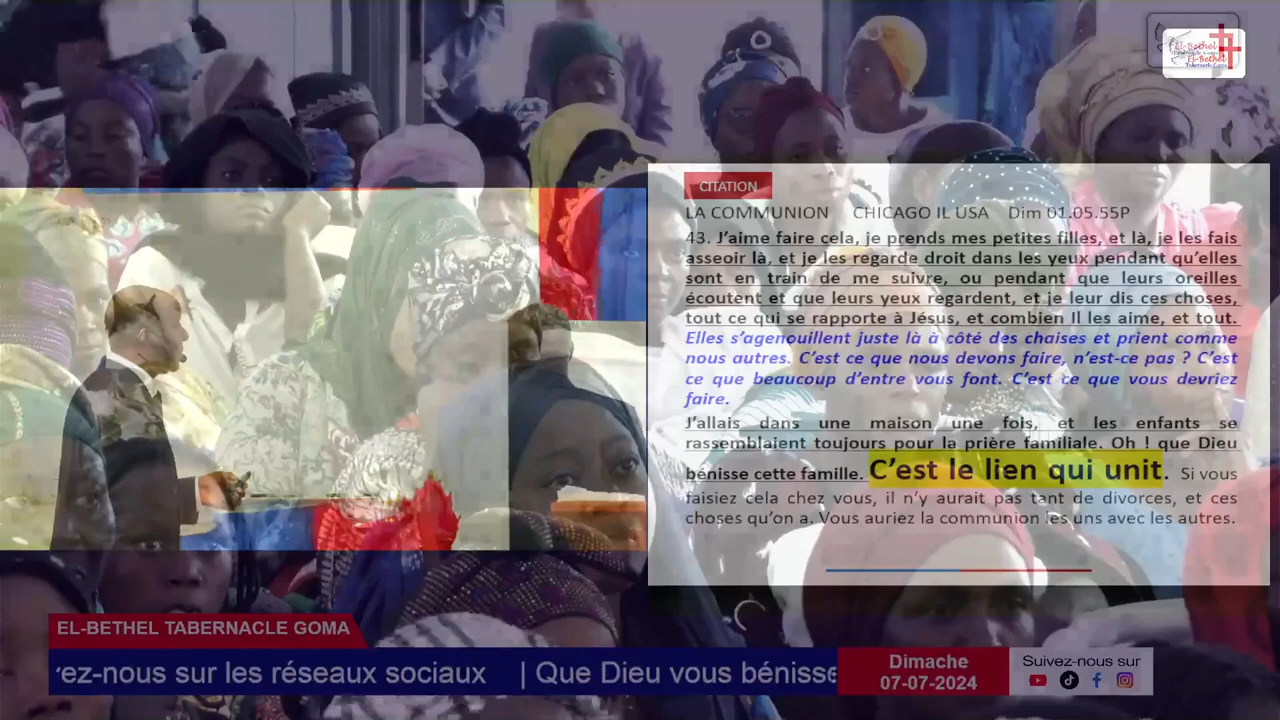 El-Bethel
El-Bethel
CITATION
LA COMMUNION CHICAGO IL USA Dim 01.05.55P
43. J’aime faire cela, je prends mes petites filles, et là, je les fais
asseoir là, et je les regarde droit dans les yeux pendant qu’elles
sont en train de me suivre, ou pendant que leurs oreilles
écoutent et que leurs yeux regardent, et je leur dis ces choses,
tout ce qui se rapporte à Jésus, et combien Il les aime, et tout.
Elles s’agenouillent juste là à côté des chaises et prient comme
nous autres. C’est ce que nous devons faire, n’est-ce pas ? C’est
ce que beaucoup d’entre vous font. C’est ce que vous devriez
faire.
J’allais dans une maison une fois, et les enfants se
rassemblaient toujours pour la prière familiale. Oh ! que Dieu
bénisse cette famille. C’est le lien qui unit. Si vous
faisiez cela chez vous, il n’y aurait pas tant de divorces, et ces
choses qu’on a. Vous auriez la communion les uns avec les autres.
EL-BETHEL TABERNACLE GOMA
ez-nous sur les réseaux sociaux | Que Dieu vous bénisse
Dimache
07-07-2024
Suivez-nous sur